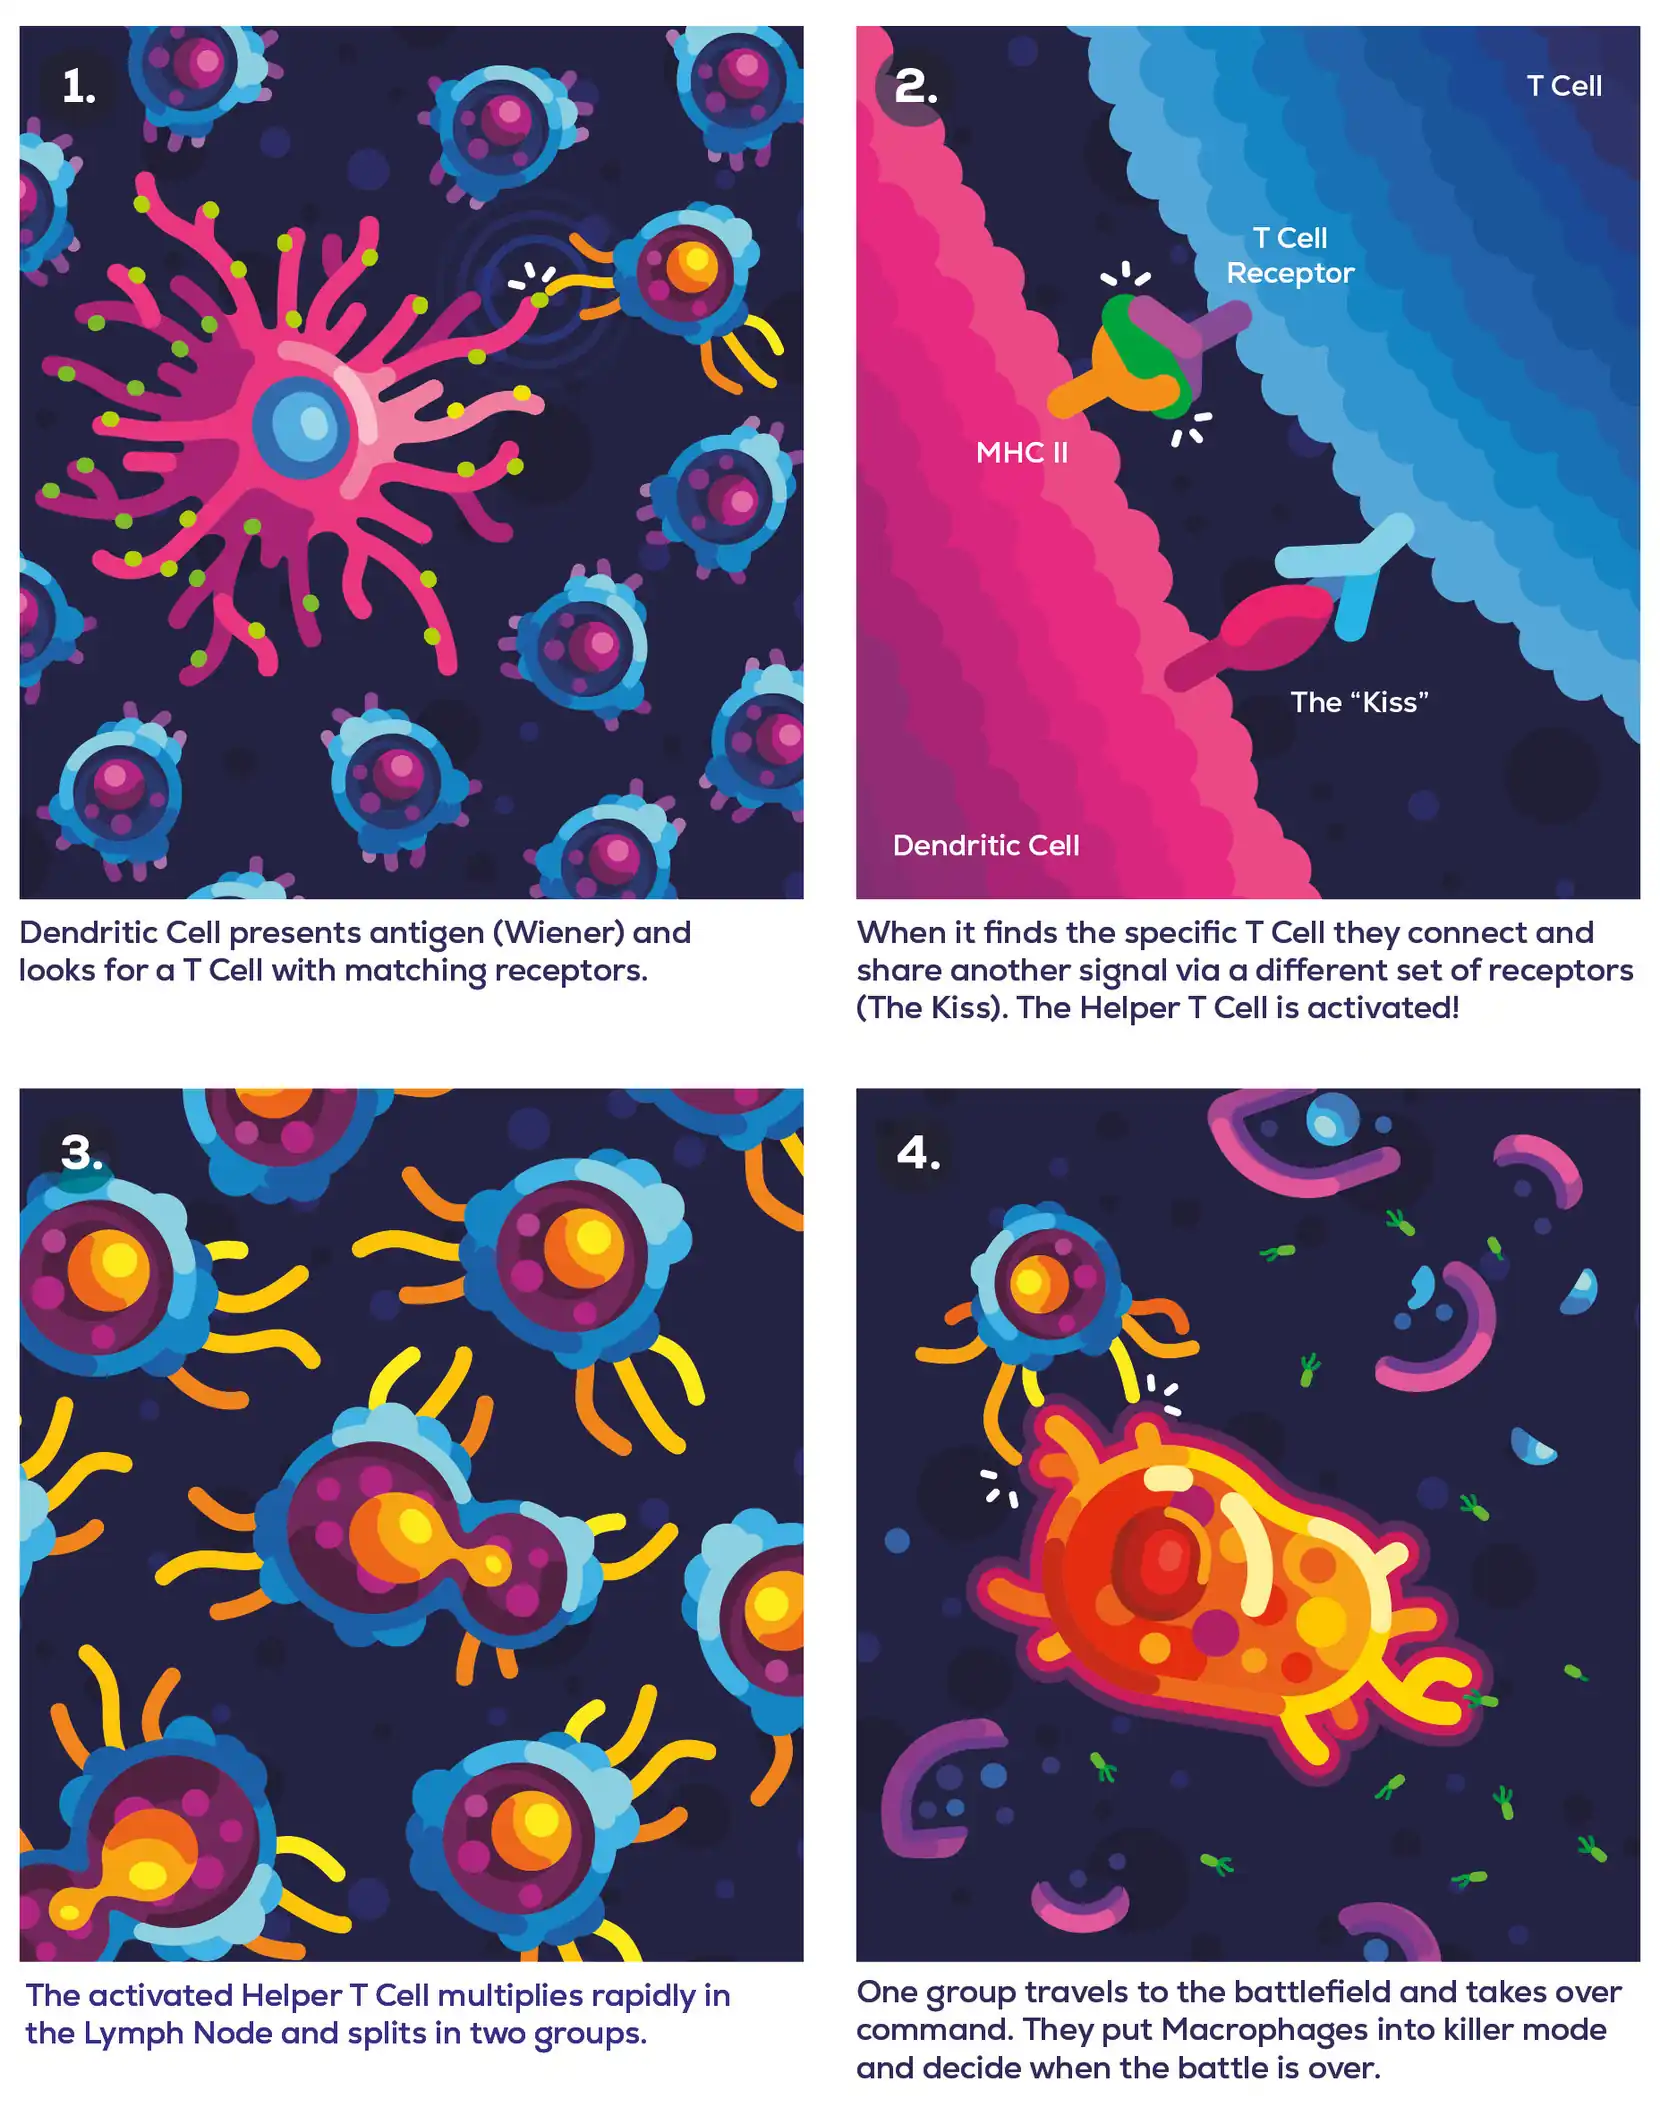 1.
Dendritic Cell presents antigen (Wiener) and
looks for a T Cell with matching receptors.
2.
T Cell
T Cell
Receptor
MHC II
The “Kiss”
Dendritic Cell
When it finds the specific T Cell they connect and
share another signal via a different set of receptors
(The Kiss). The Helper T Cell is activated!
3.
The activated Helper T Cell multiplies rapidly in
the Lymph Node and splits in two groups.
4.
One group travels to the battlefield and takes over
command. They put Macrophages into killer mode
and decide when the battle is over.